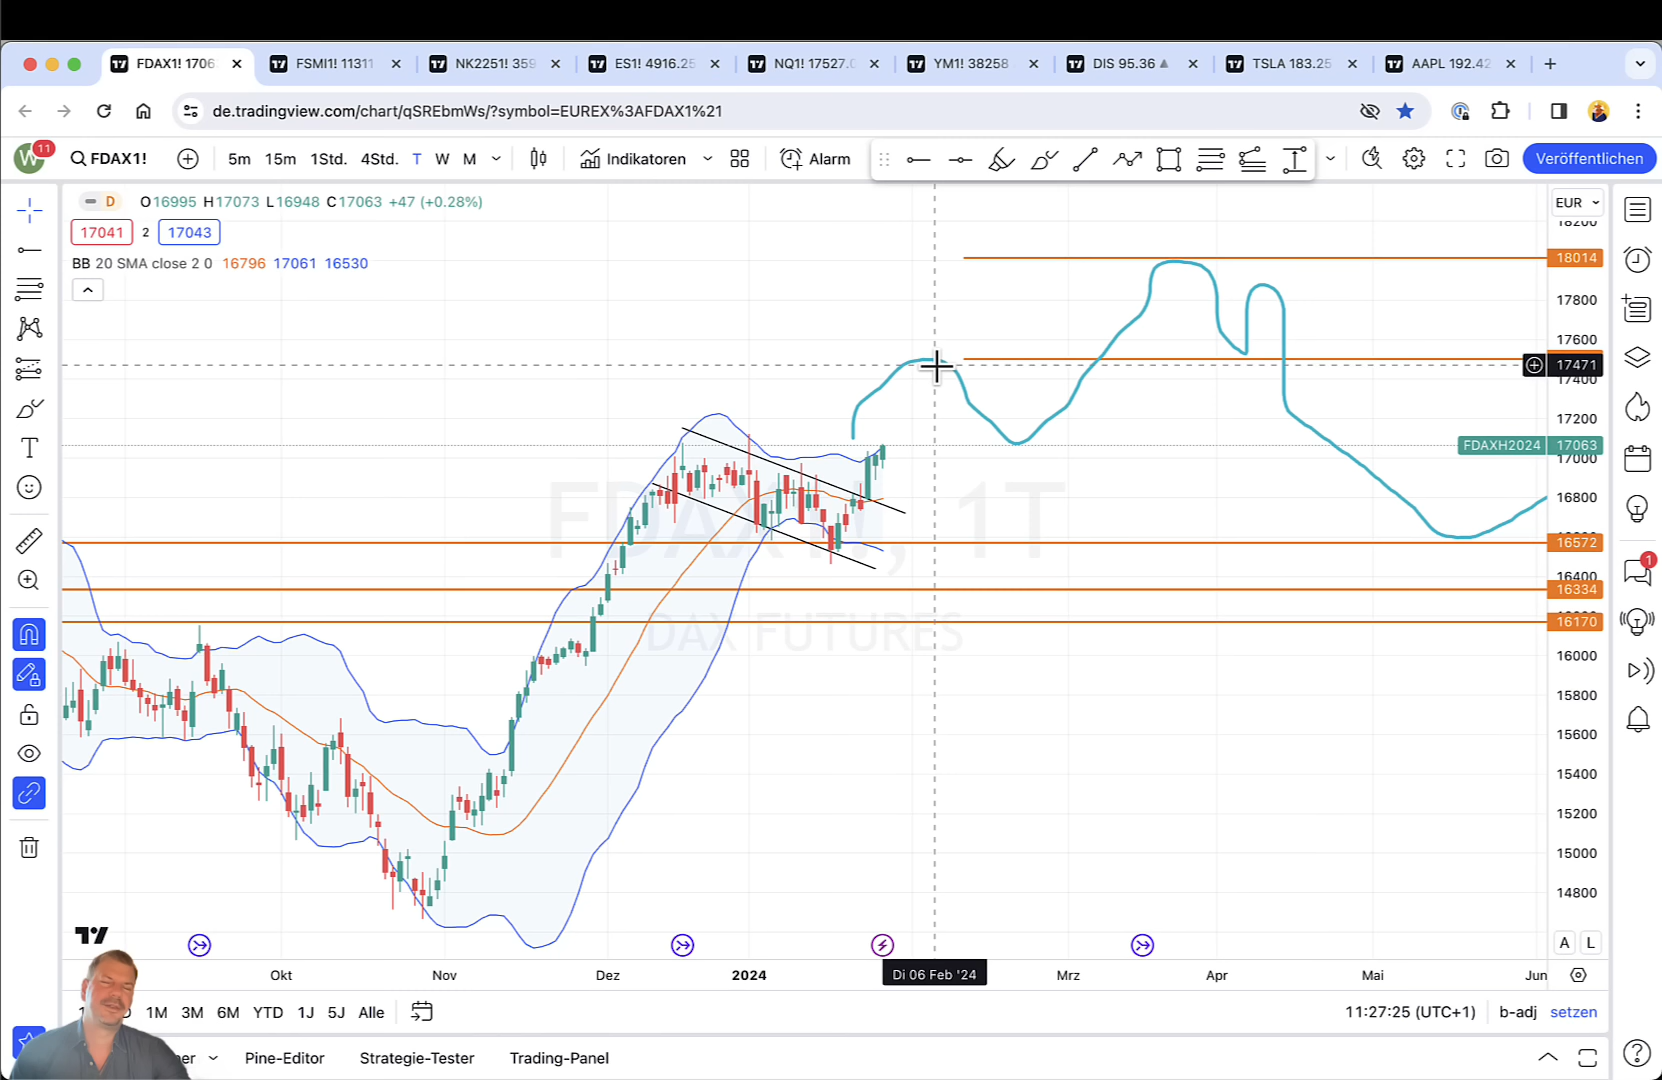 FDAX1! 1706
FSMI1! 11311
NK2251! 359
ES1! 4916.25
NQ1! 17527.0
YM1! 38258
DIS 95.36
TSLA 183.25
AAPL 192.42
de.tradingview.com/chart/qSREbmWs/?symbol=EUREX%3AFDAX1%21
W 11 FDAX1! 5m 15m 1Std. 4Std. T W M Indikatoren Alarm Veröffentlichen
D O16995 H17073 L16948 C17063 +47 (+0.28%)
EUR
17041 2 17043
18200
BB 20 SMA close 2 0 16796 17061 16530
18014
17800
17600
17471
17400
17200
FDAXH2024 17063
17000
16800
FDAX1!, 1T
16572
16400
16334
16170
DAX FUTURES
16000
15800
15600
15400
15200
15000
14800
1
A L
Okt Nov Dez 2024 Di 06 Feb '24 Mrz Apr Mai Jun
1M 3M 6M YTD 1J 5J Alle
11:27:25 (UTC+1) b-adj setzen
Pine-Editor Strategie-Tester Trading-Panel